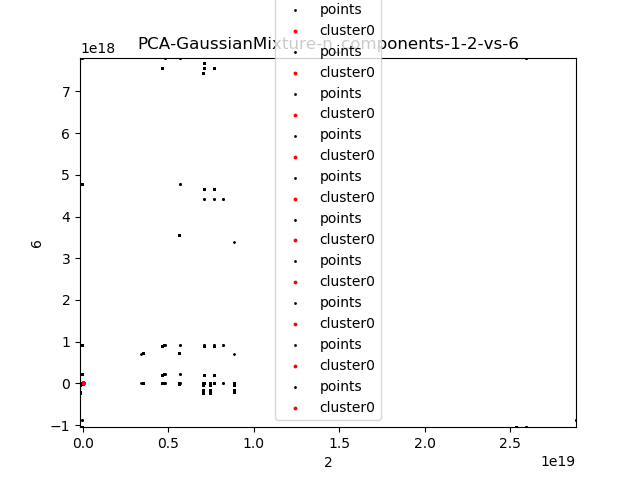 points
cluster0
PCA-GaussianMixture-n_components-1-2-vs-6
1e18
points
cluster0
points
cluster0
points
cluster0
points
cluster0
points
cluster0
points
cluster0
points
cluster0
points
cluster0
points
cluster0
7
6
5
4
3
2
1
0
−1
6
0.0 0.5 1.0 1.5 2.0 2.5
2
1e19